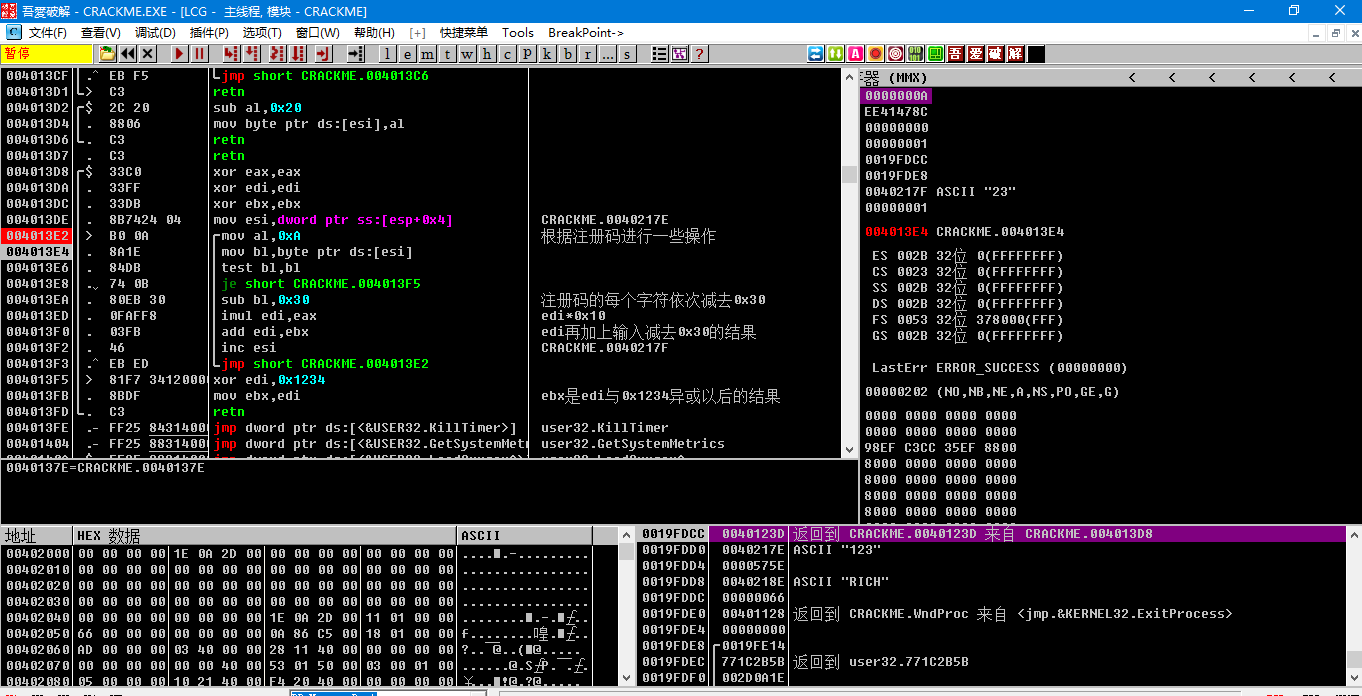 吾爱破解 - CRACKME.EXE - [LCG - 主线程, 模块 - CRACKME]
文件(F) 查看(V) 调试(D) 插件(P) 选项(T) 窗口(W) 帮助(H) [+] 快捷菜单 Tools BreakPoint->
暂停 l e m t w h c p k b r ... s ? A 吾 爱 破 解
004013CF .^ EB F5 jmp short CRACKME.004013C6
004013D1 > C3 retn
004013D2 $ 2C 20 sub al,0x20
004013D4 . 8806 mov byte ptr ds:[esi],al
004013D6 . C3 retn
004013D7 . C3 retn
004013D8 $ 33C0 xor eax,eax
004013DA . 33FF xor edi,edi
004013DC . 33DB xor ebx,ebx
004013DE . 8B7424 04 mov esi,dword ptr ss:[esp+0x4] CRACKME.0040217E
004013E2 > B0 0A mov al,0xA 根据注册码进行一些操作
004013E4 . 8A1E mov bl,byte ptr ds:[esi]
004013E6 . 84DB test bl,bl
004013E8 . 74 0B je short CRACKME.004013F5
004013EA . 80EB 30 sub bl,0x30 注册码的每个字符依次减去0x30
004013ED . 0FAFF8 imul edi,eax edi*0x10
004013F0 . 03FB add edi,ebx edi再加上输入减去0x30的结果
004013F2 . 46 inc esi CRACKME.0040217F
004013F3 .^ EB ED jmp short CRACKME.004013E2
004013F5 > 81F7 34120000 xor edi,0x1234
004013FB . 8BDF mov ebx,edi ebx是edi与0x1234异或以后的结果
004013FD . C3 retn
004013FE .- FF25 84314000 jmp dword ptr ds:[<&USER32.KillTimer>] user32.KillTimer
00401404 .- FF25 88314000 jmp dword ptr ds:[<&USER32.GetSystemMetr user32.GetSystemMetrics
0040137E=CRACKME.0040137E
器 (MMX) < < < < < <
0000000A
EE41478C
00000000
00000001
0019FDCC
0019FDE8
0040217F ASCII "23"
00000001
004013E4 CRACKME.004013E4
ES 002B 32位 0(FFFFFFFF)
CS 0023 32位 0(FFFFFFFF)
SS 002B 32位 0(FFFFFFFF)
DS 002B 32位 0(FFFFFFFF)
FS 0053 32位 378000(FFF)
GS 002B 32位 0(FFFFFFFF)
LastErr ERROR_SUCCESS (00000000)
00000202 (NO,NB,NE,A,NS,PO,GE,G)
0000 0000 0000 0000
0000 0000 0000 0000
98EF C3CC 35EF 8800
8000 0000 0000 0000
8000 0000 0000 0000
8000 0000 0000 0000
8000 0000 0000 0000
地址 HEX 数据 ASCII
00402000 00 00 00 00 1E 0A 2D 00 00 00 00 00 00 00 00 00
00402010 00 00 00 00 00 00 00 00 00 00 00 00 00 00 00 00 ................
00402020 00 00 00 00 00 00 00 00 00 00 00 00 00 00 00 00 ................
00402030 00 00 00 00 00 00 00 00 00 00 00 00 00 00 00 00 ................
00402040 00 00 00 00 00 00 00 00 1E 0A 2D 00 11 01 00 00
00402050 66 00 00 00 00 00 00 00 0A 86 C5 00 18 01 00 00
00402060 AD 00 00 00 03 40 00 00 28 11 40 00 00 00 00 00
00402070 00 00 00 00 00 00 40 00 53 01 50 00 03 00 01 00
00402080 05 00 00 00 10 21 40 00 F4 20 40 00 00 00 00 00
0019FDCC 0040123D 返回到 CRACKME.0040123D 来自 CRACKME.004013D8
0019FDD0 0040217E ASCII "123"
0019FDD4 0000575E
0019FDD8 0040218E ASCII "RICH"
0019FDDC 00000066
0019FDE0 00401128 返回到 CRACKME.WndProc 来自 <jmp.&KERNEL32.ExitProcess>
0019FDE4 00000000
0019FDE8 0019FE14
0019FDEC 771C2B5B 返回到 user32.771C2B5B
0019FDF0 002D0A1E